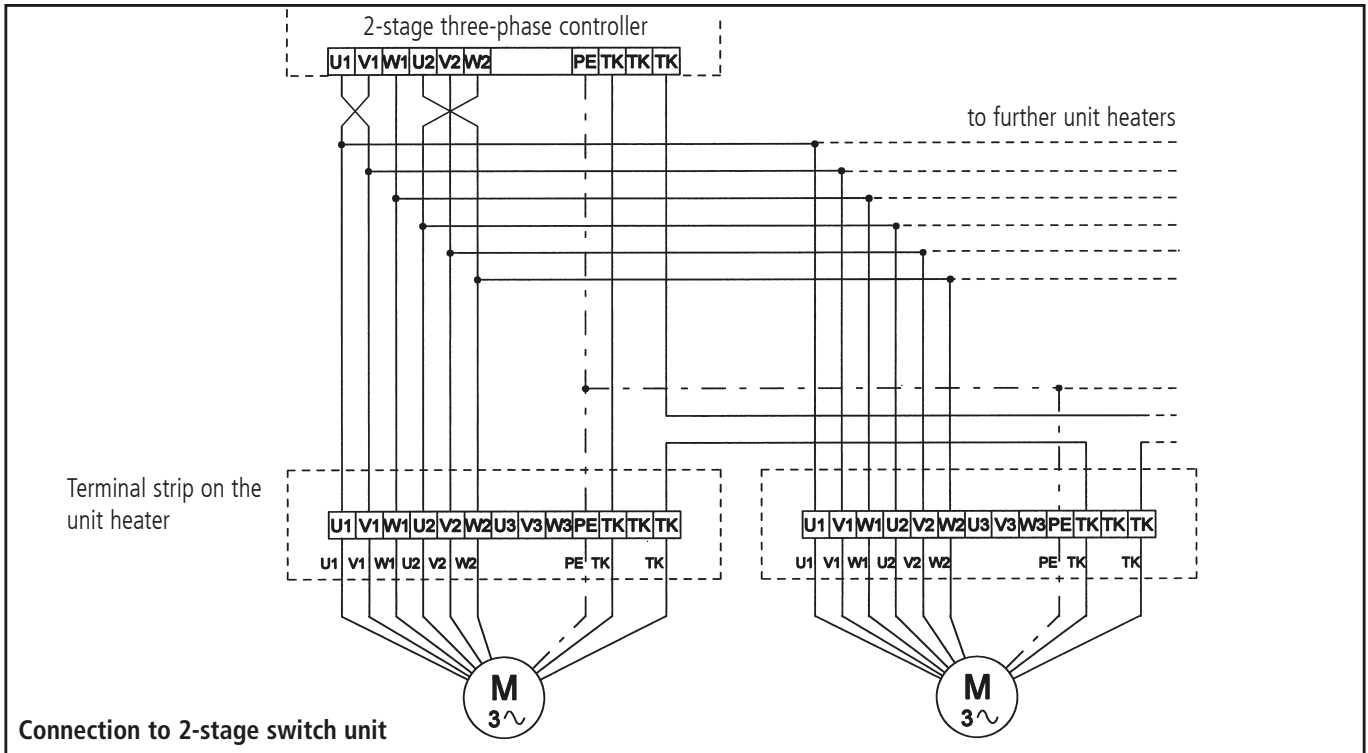 2-stage three-phase controller
U1 V1 W1 U2 V2 W2 PE TK TK TK
to further unit heaters
Terminal strip on the
unit heater
U1 V1 W1 U2 V2 W2 U3 V3 W3 PE TK TK TK
U1 V1 W1 U2 V2 W2 PE TK TK
M
3∿
U1 V1 W1 U2 V2 W2 U3 V3 W3 PE TK TK TK
U1 V1 W1 U2 V2 W2 PE TK TK
M
3∿
Connection to 2-stage switch unit